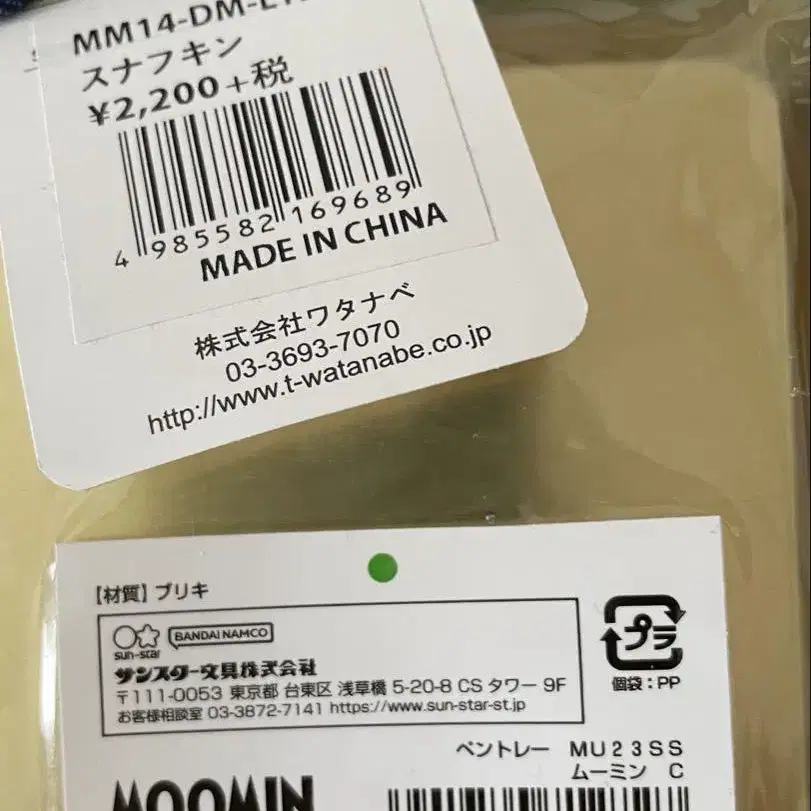 MM14-DM-
スナフキン
¥2,200+税
4 985582 169689
MADE IN CHINA
株式会社ワタナベ
03-3693-7070
http://www.t-watanabe.co.jp
【材質】ブリキ
sun-star BANDAI NAMCO
サンスター文具株式会社
〒111-0053 東京都 台東区 浅草橋 5-20-8 CS タワー 9F
お客様相談室 03-3872-7141 https://www.sun-star-st.jp
プラ
個袋:PP
ペントレー MU23SS
ムーミン C
MOOMIN